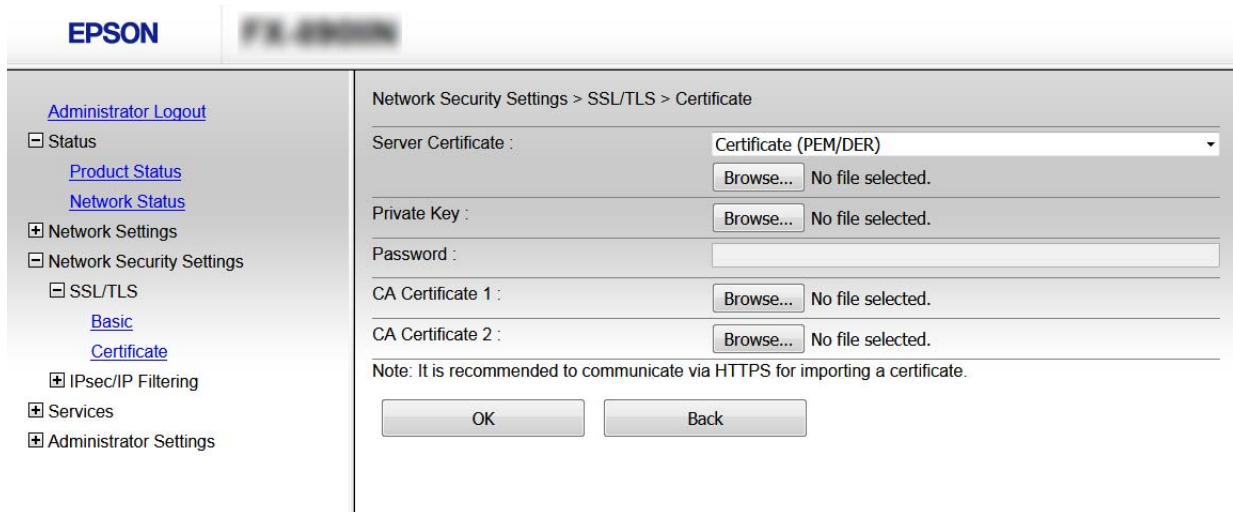 EPSON
Administrator Logout
Status
Product Status
Network Status
Network Settings
Network Security Settings
SSL/TLS
Basic
Certificate
IPsec/IP Filtering
Services
Administrator Settings
Network Security Settings > SSL/TLS > Certificate
Server Certificate : Certificate (PEM/DER)
Browse... No file selected.
Private Key : Browse... No file selected.
Password :
CA Certificate 1 : Browse... No file selected.
CA Certificate 2 : Browse... No file selected.
Note: It is recommended to communicate via HTTPS for importing a certificate.
OK Back